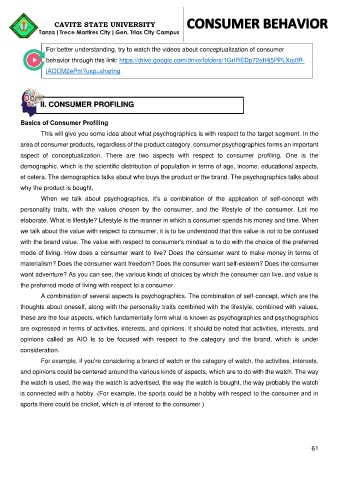 CAVITE STATE UNIVERSITY
Tanza | Trece Martires City | Gen. Trias City Campus
CONSUMER BEHAVIOR
For better understanding, try to watch the videos about conceptualization of consumer
behavior through this link: https://drive.google.com/drive/folders/
II. CONSUMER PROFILING
Basics of Consumer Profiling
This will give you some idea about what psychographics is with respect to the target segment. In the
area of consumer products, regardless of the product category, consumer psychographics forms an important
aspect of conceptualization. There are two aspects with respect to consumer profiling. One is the
demographic, which is the scientific distribution of population in terms of age, income, educational aspects,
et cetera. The demographics talks about who buys the product or the brand. The psychographics talks about
why the product is bought.
When we talk about psychographics, it's a combination of the application of self-concept with
personality traits, with the values chosen by the consumer, and the lifestyle of the consumer. Let me
elaborate. What is lifestyle? Lifestyle is the manner in which a consumer spends his money and time. When
we talk about the value with respect to consumer, it is to be understood that this value is not to be confused
with the brand value. The value with respect to consumer's mindset is to do with the choice of the preferred
mode of living. How does a consumer want to live? Does the consumer want to make money in terms of
materialism? Does the consumer want freedom? Does the consumer want self-esteem? Does the consumer
want adventure? As you can see, the various kinds of choices by which the consumer can live, and value is
the preferred mode of living with respect to a consumer.
A combination of several aspects is psychographics. The combination of self-concept, which are the
thoughts about oneself, along with the personality traits combined with the lifestyle, combined with values,
these are the four aspects, which fundamentally form what is known as psychographics and psychographics
are expressed in terms of activities, interests, and opinions. It should be noted that activities, interests, and
opinions called as AIO is to be focused with respect to the category and the brand, which is under
consideration.
For example, if you're considering a brand of watch or the category of watch, the activities, interests,
and opinions could be centered around the various kinds of aspects, which are to do with the watch. The way
the watch is used, the way the watch is advertised, the way the watch is bought, the way probably the watch
is connected with a hobby. (For example, the sports could be a hobby with respect to the consumer and in
sports there could be cricket, which is of interest to the consumer.)
61